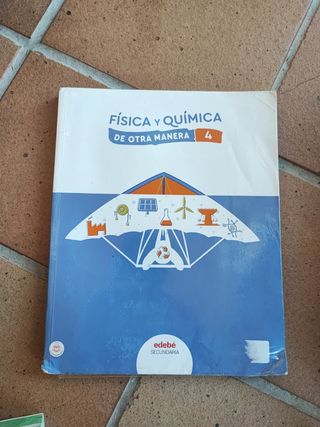 FÍSICA Y QUÍMICA
DE OTRA MANERA 4
edebé
SECUNDARIA